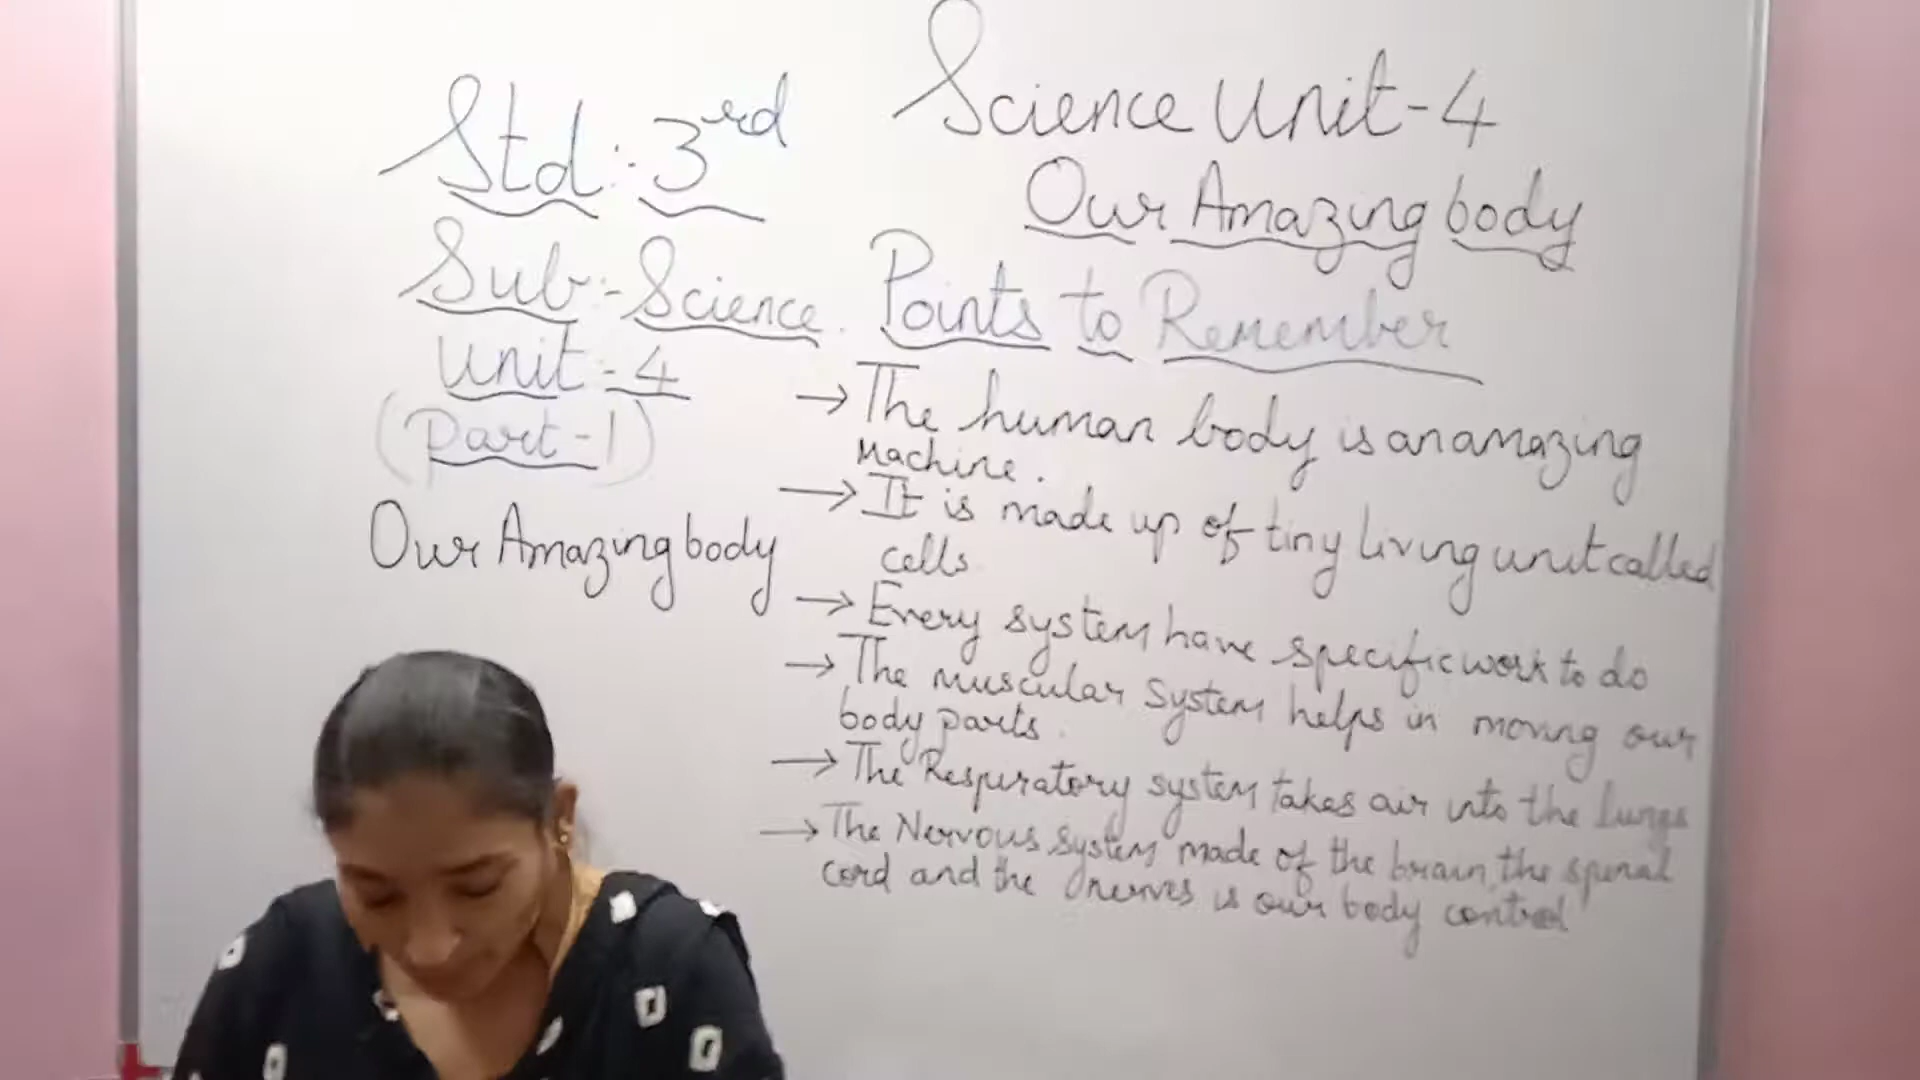 Std:- 3rd
Sub:- Science.
Unit - 4
(Part-1)
Our Amazing body
Science Unit-4
Our Amazing body
Points to Remember
→ The human body is an amazing
Machine.
→ It is made up of tiny living unit called
cells
→ Every system have specific work to do
→ The muscular system helps in moving our
body parts.
→ The Respiratory system takes air into the lungs
→ The Nervous system made of the brain, the spinal
cord and the nerves is our body control